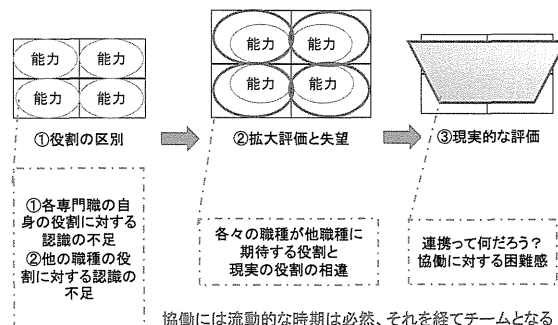 能力 能力
能力 能力
能力 能力
能力 能力
①役割の区別
②拡大評価と失望
③現実的な評価
①各専門職の自
身の役割に対する
認識の不足
②他の職種の役
割に対する認識の
不足
各々の職種が他職種に
期待する役割と
現実の役割の相違
連携って何だろう?
協働に対する困難感
協働には流動的な時期は必然、それを経てチームとなる